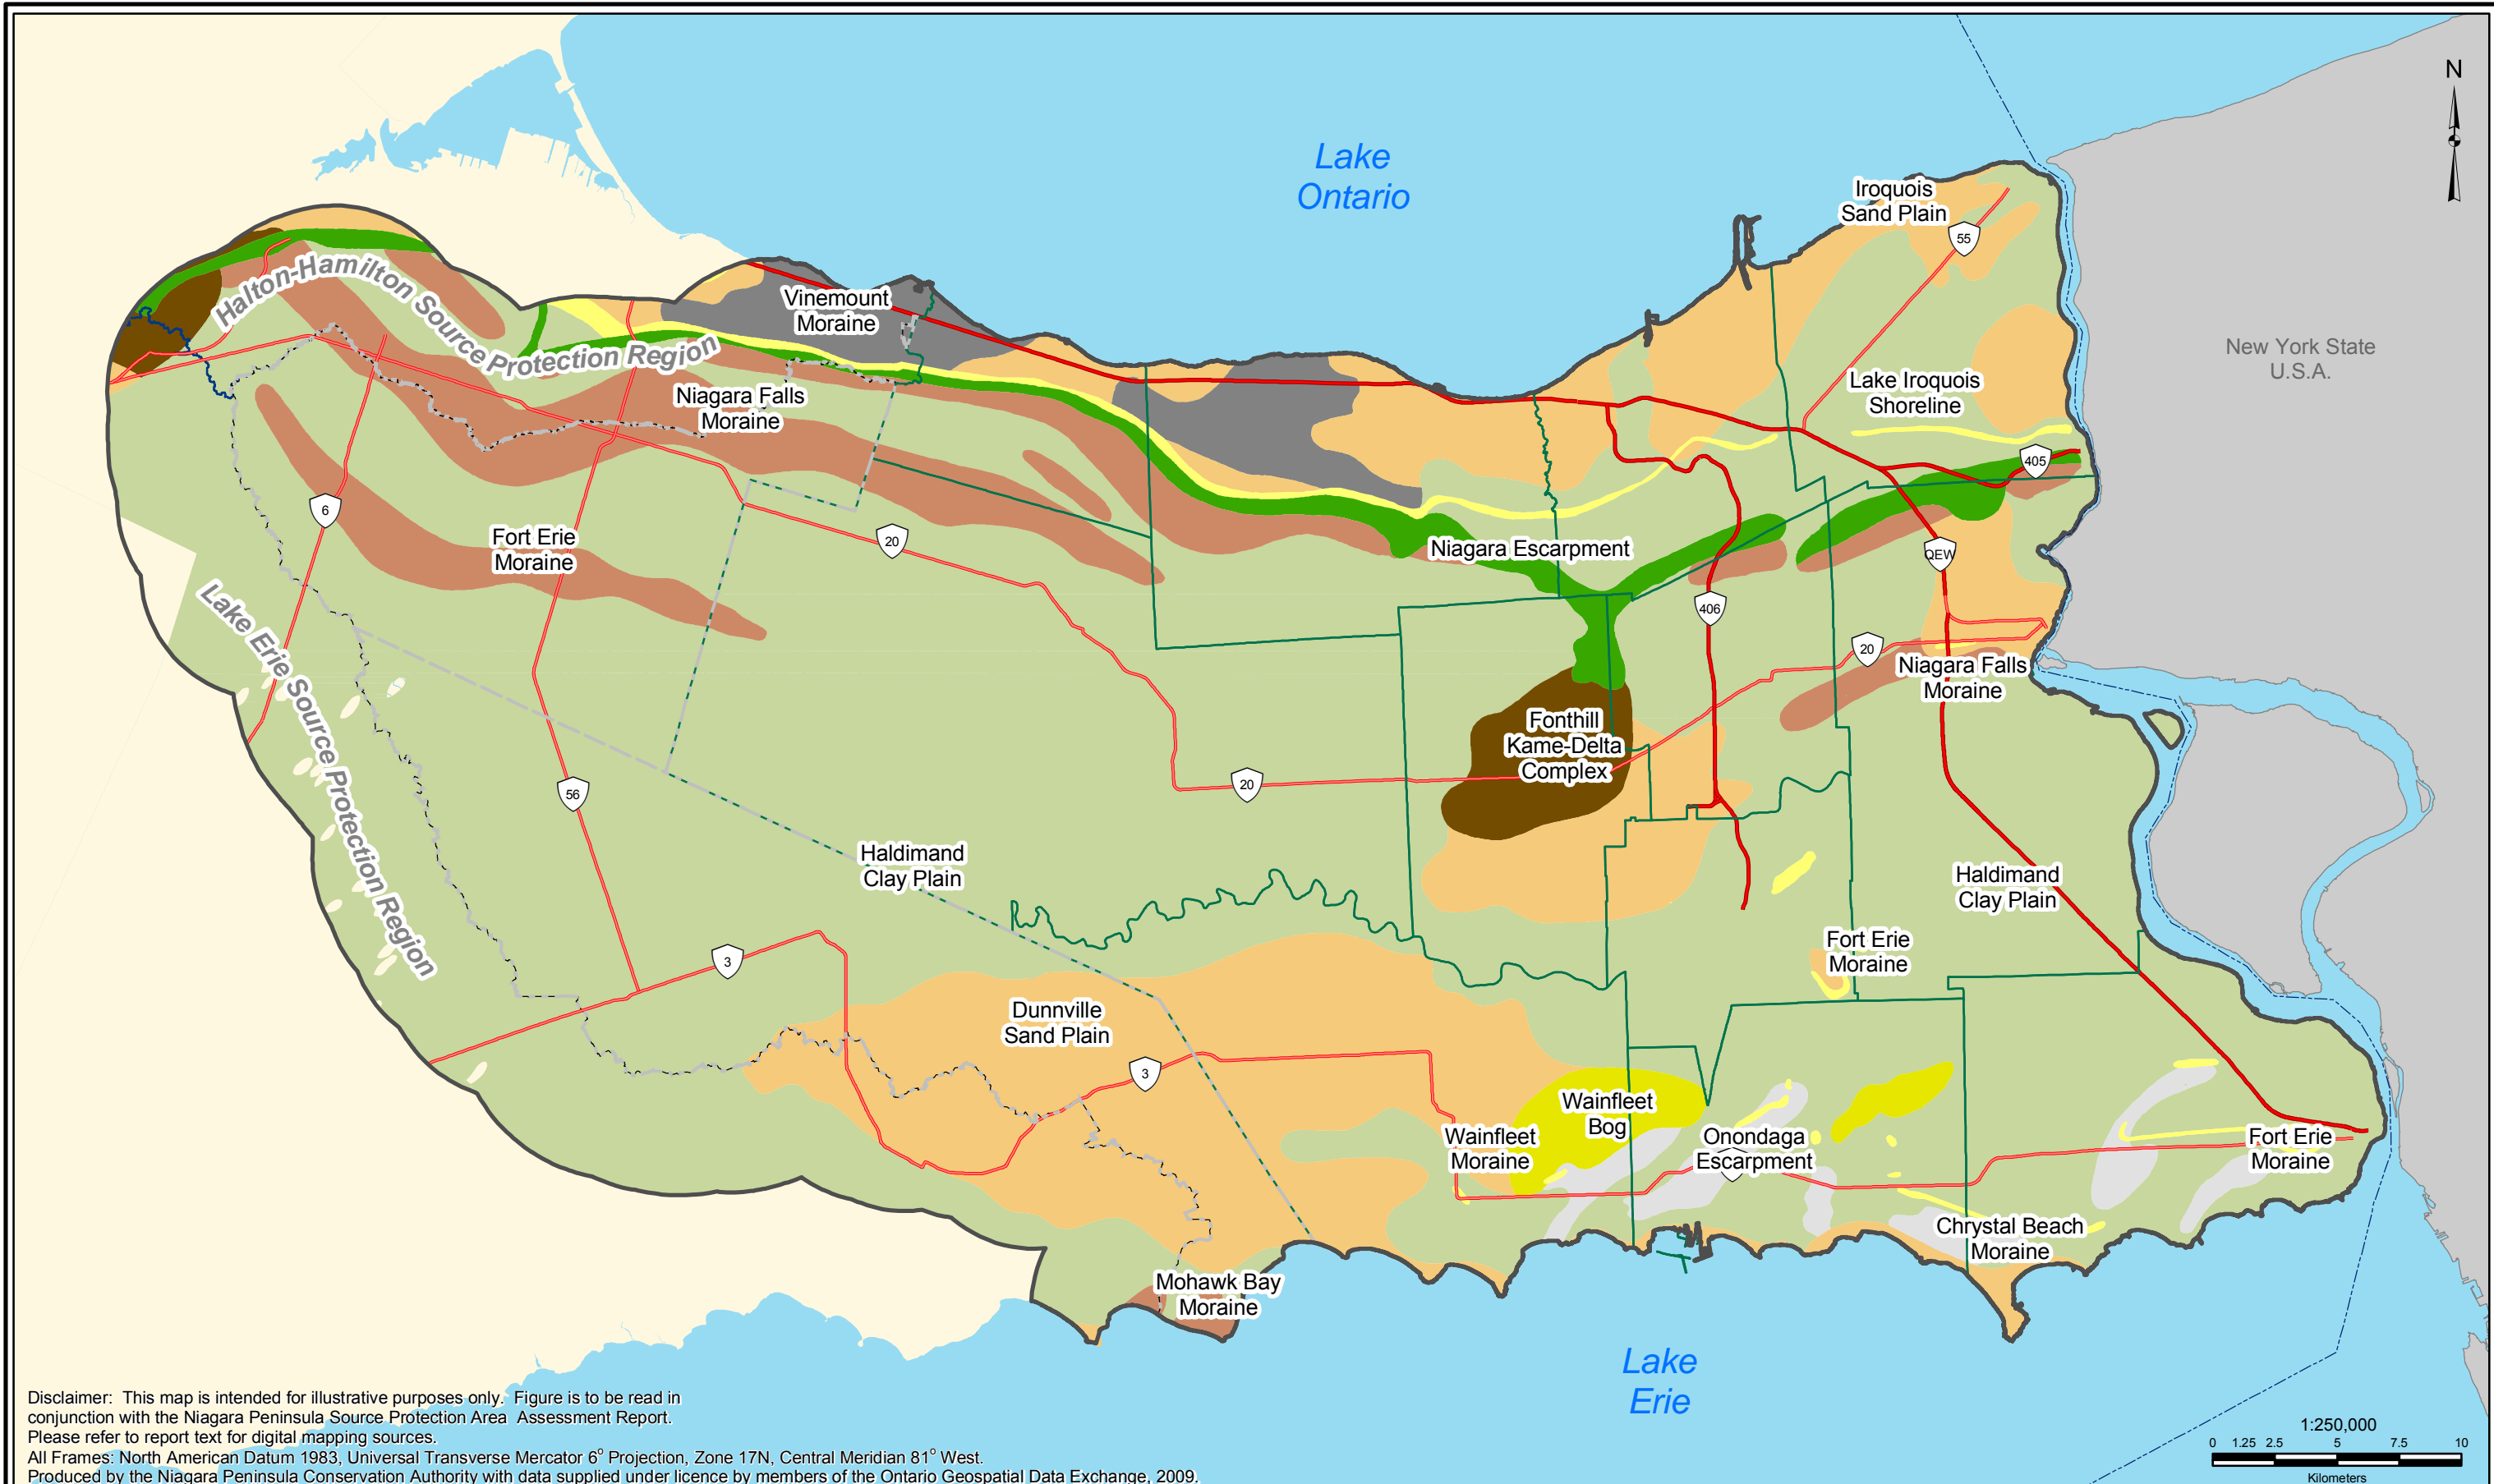 N
Lake
Ontario
Iroquois
Sand Plain
55
New York State
U.S.A.
Halton-Hamilton Source Protection Region
Vinemount
Moraine
Lake Iroquois
Shoreline
Niagara Falls
Moraine
405
6
Fort Erie
Moraine
20
Niagara Escarpment
QEW
406
Lake Erie Source Protection Region
20
Niagara Falls
Moraine
Fonthill
Kame-Delta
Complex
56
20
Haldimand
Clay Plain
Haldimand
Clay Plain
3
Fort Erie
Moraine
Dunnville
Sand Plain
3
Wainfleet
Bog
Wainfleet
Moraine
Onondaga
Escarpment
Fort Erie
Moraine
Chrystal Beach
Moraine
Mohawk Bay
Moraine
Lake
Erie
Disclaimer: This map is intended for illustrative purposes only. Figure is to be read in
conjunction with the Niagara Peninsula Source Protection Area Assessment Report.
Please refer to report text for digital mapping sources.
All Frames: North American Datum 1983, Universal Transverse Mercator 6° Projection, Zone 17N, Central Meridian 81° West.
Produced by the Niagara Peninsula Conservation Authority with data supplied under licence by members of the Ontario Geospatial Data Exchange, 2009.
1:250,000
0 1.25 2.5 5 7.5 10
Kilometers